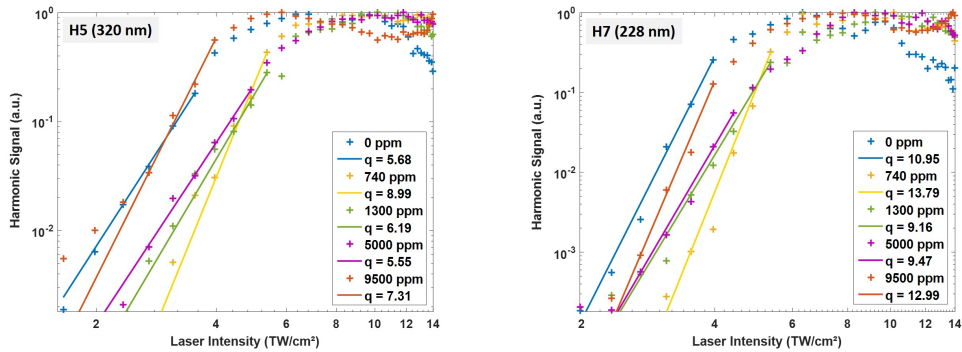 H5 (320 nm)
Harmonic Signal (a.u.)
10⁰
10⁻¹
10⁻²
0 ppm
q = 5.68
740 ppm
q = 8.99
1300 ppm
q = 6.19
5000 ppm
q = 5.55
9500 ppm
q = 7.31
2 4 6 8 10 12 14
Laser Intensity (TW/cm²)
H7 (228 nm)
Harmonic Signal (a.u.)
10⁰
10⁻¹
10⁻²
10⁻³
0 ppm
q = 10.95
740 ppm
q = 13.79
1300 ppm
q = 9.16
5000 ppm
q = 9.47
9500 ppm
q = 12.99
2 4 6 8 10 12 14
Laser Intensity (TW/cm²)